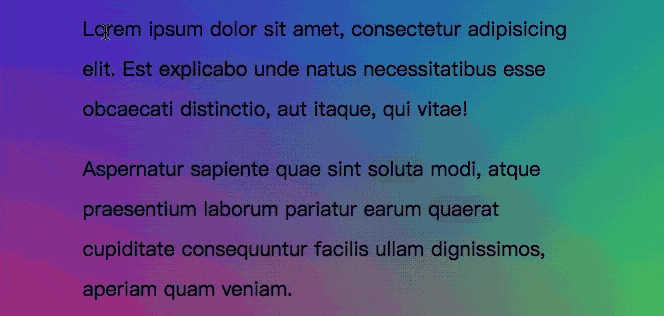 Lorem ipsum dolor sit amet, consectetur adipisicing
elit. Est explicabo unde natus necessitatibus esse
obcaecati distinctio, aut itaque, qui vitae!
Aspernatur sapiente quae sint soluta modi, atque
praesentium laborum pariatur earum quaerat
cupiditate consequuntur facilis ullam dignissimos,
aperiam quam veniam.